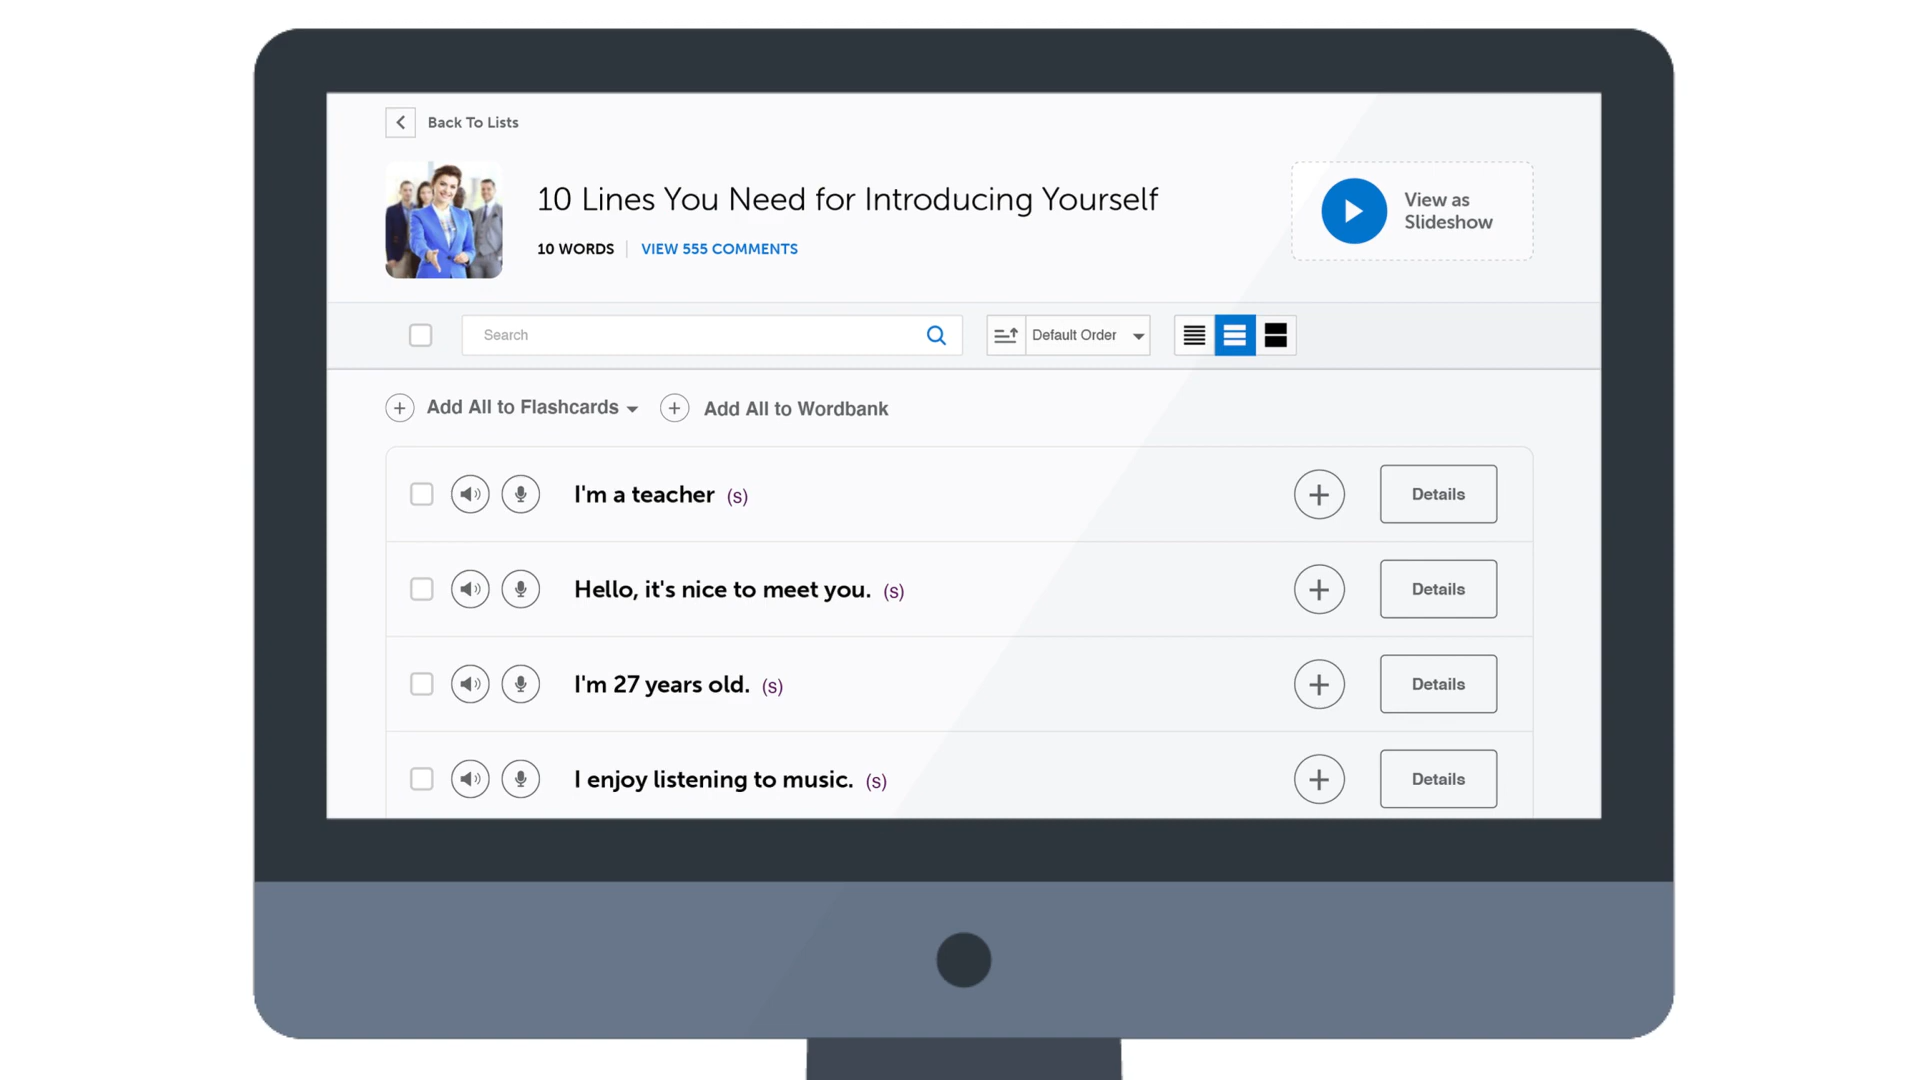 Back To Lists
10 Lines You Need for Introducing Yourself
10 WORDS
VIEW 555 COMMENTS
View as
Slideshow
Search
Default Order
Add All to Flashcards
Add All to Wordbank
I'm a teacher (s)
Details
Hello, it's nice to meet you. (s)
Details
I'm 27 years old. (s)
Details
I enjoy listening to music. (s)
Details